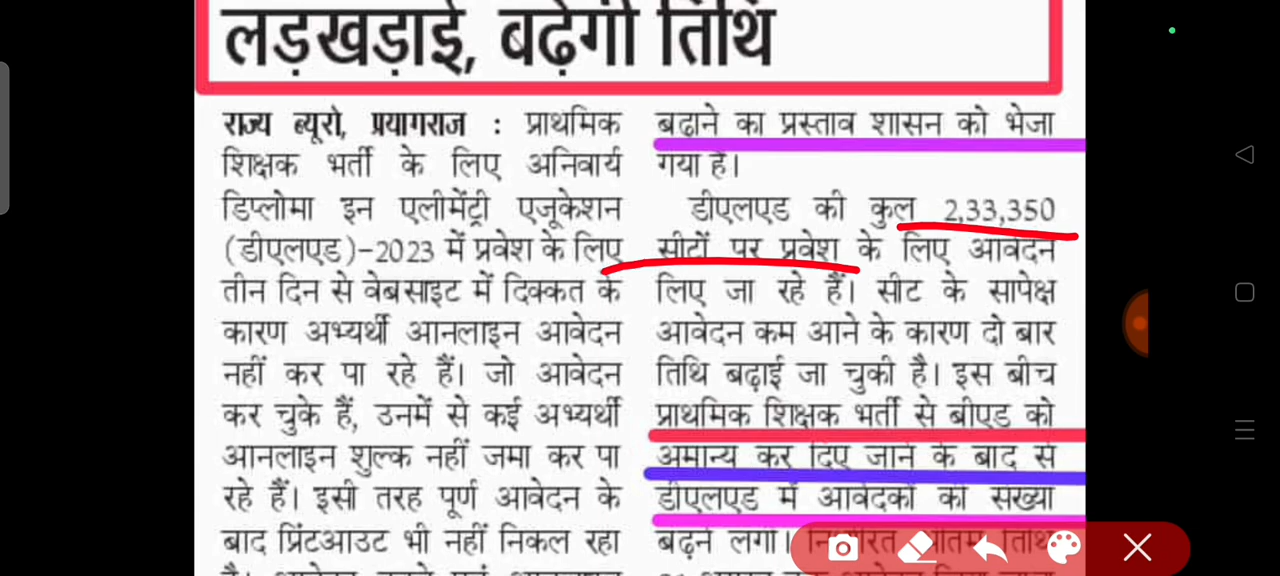 लड़खड़ाई, बढ़ेगी तिथि
राज्य ब्यूरो, प्रयागराज : प्राथमिक
शिक्षक भर्ती के लिए अनिवार्य
डिप्लोमा इन एलीमेंट्री एजूकेशन
(डीएलएड)-2023 में प्रवेश के लिए
तीन दिन से वेबसाइट में दिक्कत के
कारण अभ्यर्थी आनलाइन आवेदन
नहीं कर पा रहे हैं। जो आवेदन
कर चुके हैं, उनमें से कई अभ्यर्थी
आनलाइन शुल्क नहीं जमा कर पा
रहे हैं। इसी तरह पूर्ण आवेदन के
बाद प्रिंटआउट भी नहीं निकल रहा
बढ़ाने का प्रस्ताव शासन को भेजा
गया है।
डीएलएड की कुल 2,33,350
सीटों पर प्रवेश के लिए आवेदन
लिए जा रहे हैं। सीट के सापेक्ष
आवेदन कम आने के कारण दो बार
तिथि बढ़ाई जा चुकी है। इस बीच
प्राथमिक शिक्षक भर्ती से बीएड को
अमान्य कर दिए जाने के बाद से
डीएलएड में आवेदकों की संख्या
बढ़ने लगी। निर्धारित अंतिम तिथि